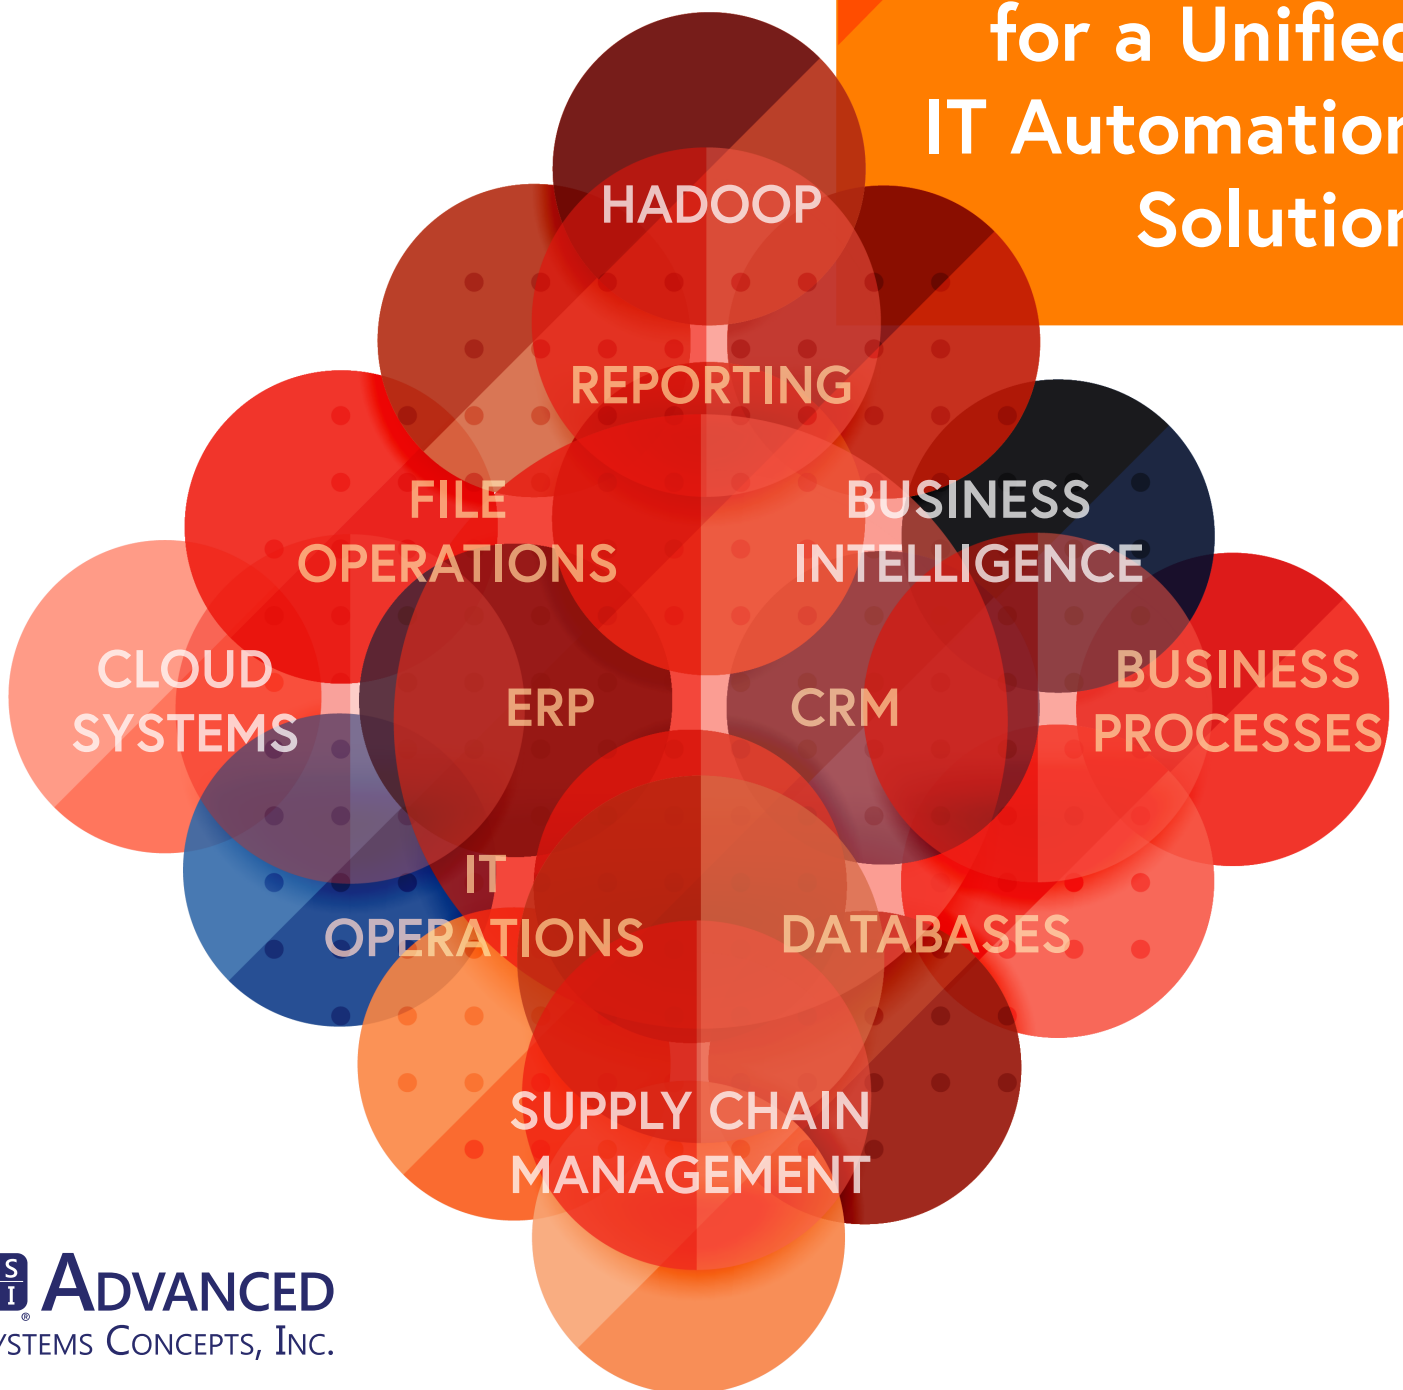 for a Unified
IT Automation
Solution
HADOOP
REPORTING
FILE
OPERATIONS
BUSINESS
INTELLIGENCE
CLOUD
SYSTEMS
ERP
CRM
BUSINESS
PROCESSES
IT
OPERATIONS
DATABASES
SUPPLY CHAIN
MANAGEMENT
S
I
®
ADVANCED
YSTEMS CONCEPTS, INC.